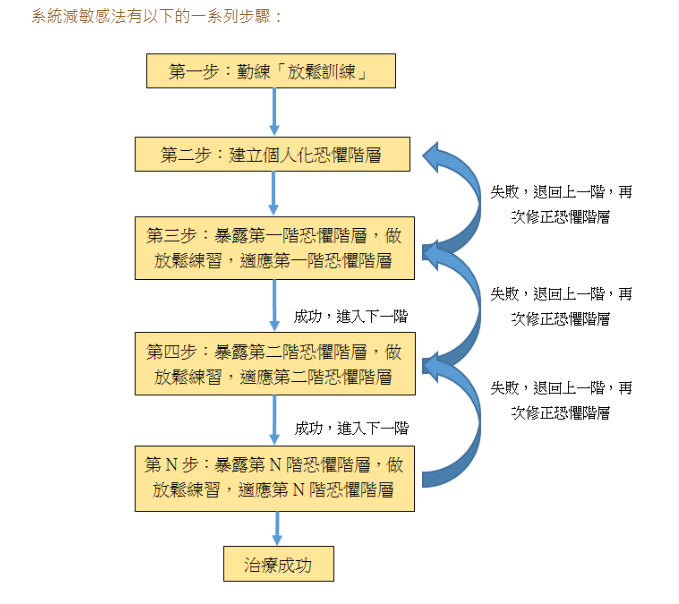 系統減敏感法有以下的一系列步驟：
第一步：勤練「放鬆訓練」
第二步：建立個人化恐懼階層
失敗，退回上一階，再
次修正恐懼階層
第三步：暴露第一階恐懼階層，做
放鬆練習，適應第一階恐懼階層
失敗，退回上一階，再
次修正恐懼階層
成功，進入下一階
第四步：暴露第二階恐懼階層，做
放鬆練習，適應第二階恐懼階層
失敗，退回上一階，再
次修正恐懼階層
成功，進入下一階
第 N 步：暴露第 N 階恐懼階層，做
放鬆練習，適應第 N 階恐懼階層
治療成功